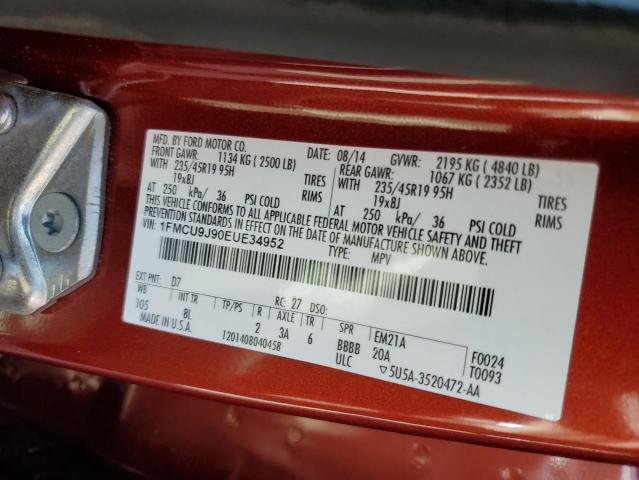 MFD. BY FORD MOTOR CO. DATE: 08/14 GVWR: 2195 KG ( 4840 LB)
FRONT GAWR: 1134 KG ( 2500 LB) REAR GAWR: 1067 KG ( 2352 LB)
WITH 235/45R19 95H TIRES WITH 235/45R19 95H TIRES
19x8J RIMS 19x8J RIMS
AT 250 kPa/ 36 PSI COLD AT 250 kPa/ 36 PSI COLD
THIS VEHICLE CONFORMS TO ALL APPLICABLE FEDERAL MOTOR VEHICLE SAFETY AND THEFT
PREVENTION STANDARDS IN EFFECT ON THE DATE OF MANUFACTURE SHOWN ABOVE.
VIN: 1FMCU9J90EUE34952
TYPE: MPV
EXT PNT: D7 RC: 27 DSO:
WB INT TR TP/PS R AXLE TR SPR EM21A F0024
105 8L 2 3A 6 BBBB 20A T0093
MADE IN U.S.A. 1201408040458 ULC ▽5U5A-3520472-AA